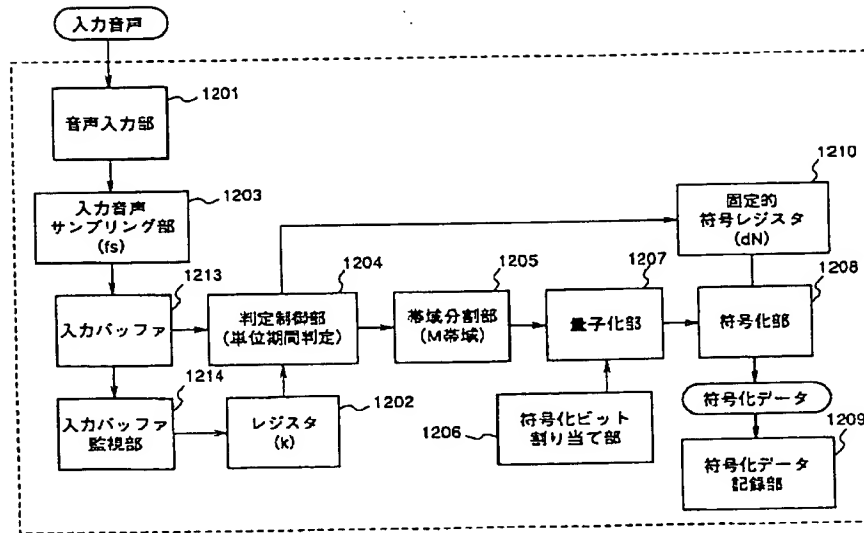 入力音声
1201
音声入力部
1203
入力音声
サンプリング部
(fs)
1210
固定的
符号レジスタ
(dN)
1213
入力バッファ
1204
判定制御部
(単位期間判定)
1205
帯域分割部
(M帯域)
1207
量子化部
1208
符号化部
1214
入力バッファ
監視部
1202
レジスタ
(k)
1206
符号化ビット
割り当て部
符号化データ
1209
符号化データ
記録部